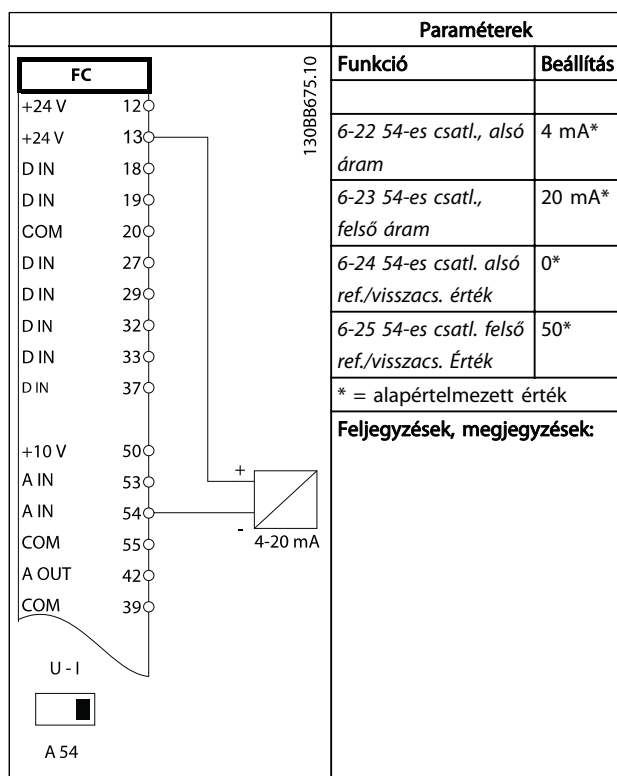 Paraméterek
FC
130BB675.10
Funkció Beállítás
+24 V 12
+24 V 13
D IN 18
D IN 19
COM 20
D IN 27
D IN 29
D IN 32
D IN 33
D IN 37
+10 V 50
A IN 53
A IN 54
COM 55
A OUT 42
COM 39
+
-
4-20 mA
U - I
A 54
6-22 54-es csatl., alsó 4 mA*
áram
6-23 54-es csatl., 20 mA*
felső áram
6-24 54-es csatl. alsó 0*
ref./visszacs. érték
6-25 54-es csatl. felső 50*
ref./visszacs. Érték
* = alapértelmezett érték
Feljegyzések, megjegyzések: